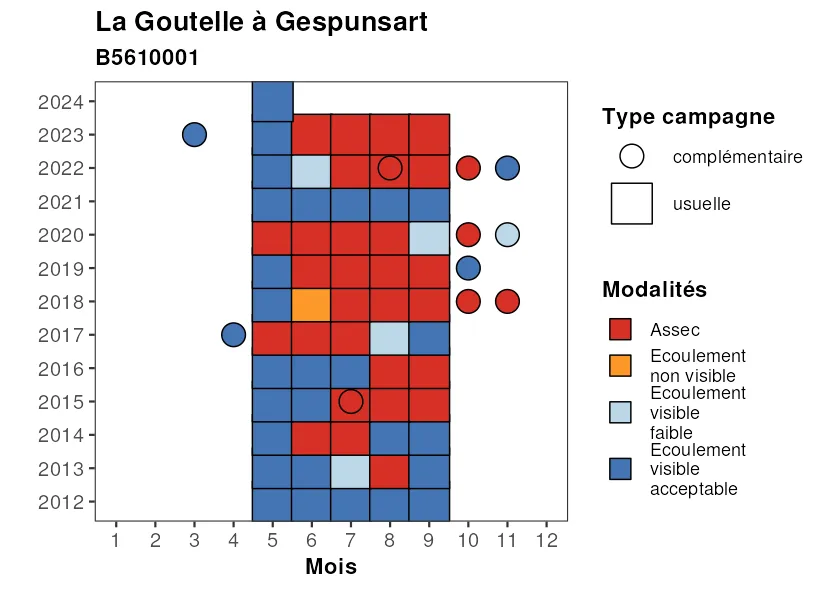 La Goutelle à Gespunsart
B5610001
2024
2023
2022
2021
2020
2019
2018
2017
2016
2015
2014
2013
2012
1 2 3 4 5 6 7 8 9 10 11 12
Mois
Type campagne
complémentaire
usuelle
Modalités
Assec
Ecoulement
non visible
Ecoulement
visible
faible
Ecoulement
visible
acceptable